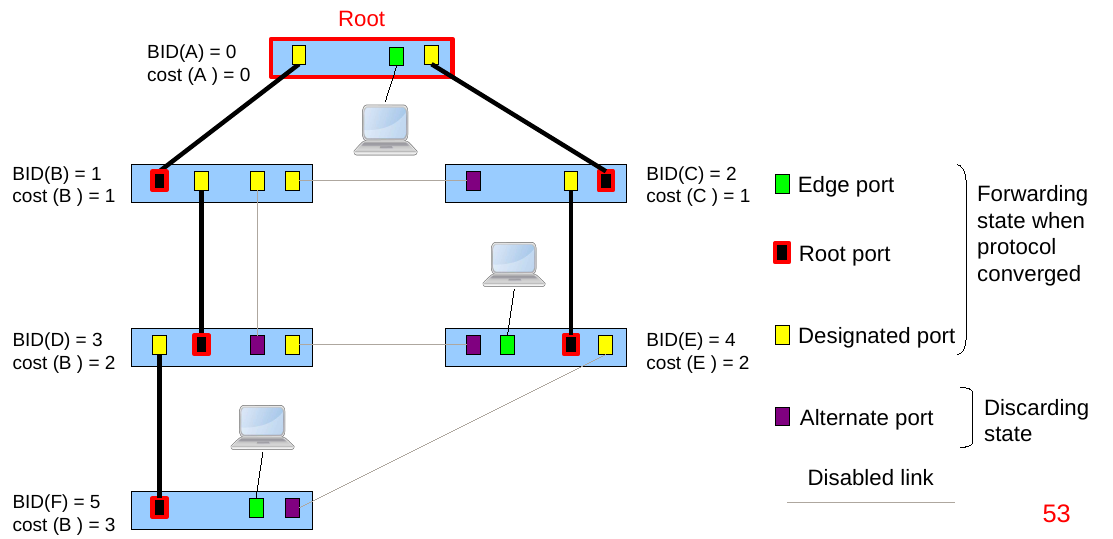 Root
BID(A) = 0
cost (A ) = 0
BID(B) = 1
cost (B ) = 1
BID(C) = 2
cost (C ) = 1
Edge port
Root port
Designated port
Forwarding
state when
protocol
converged
BID(D) = 3
cost (B ) = 2
BID(E) = 4
cost (E ) = 2
Alternate port
Discarding
state
Disabled link
BID(F) = 5
cost (B ) = 3
53